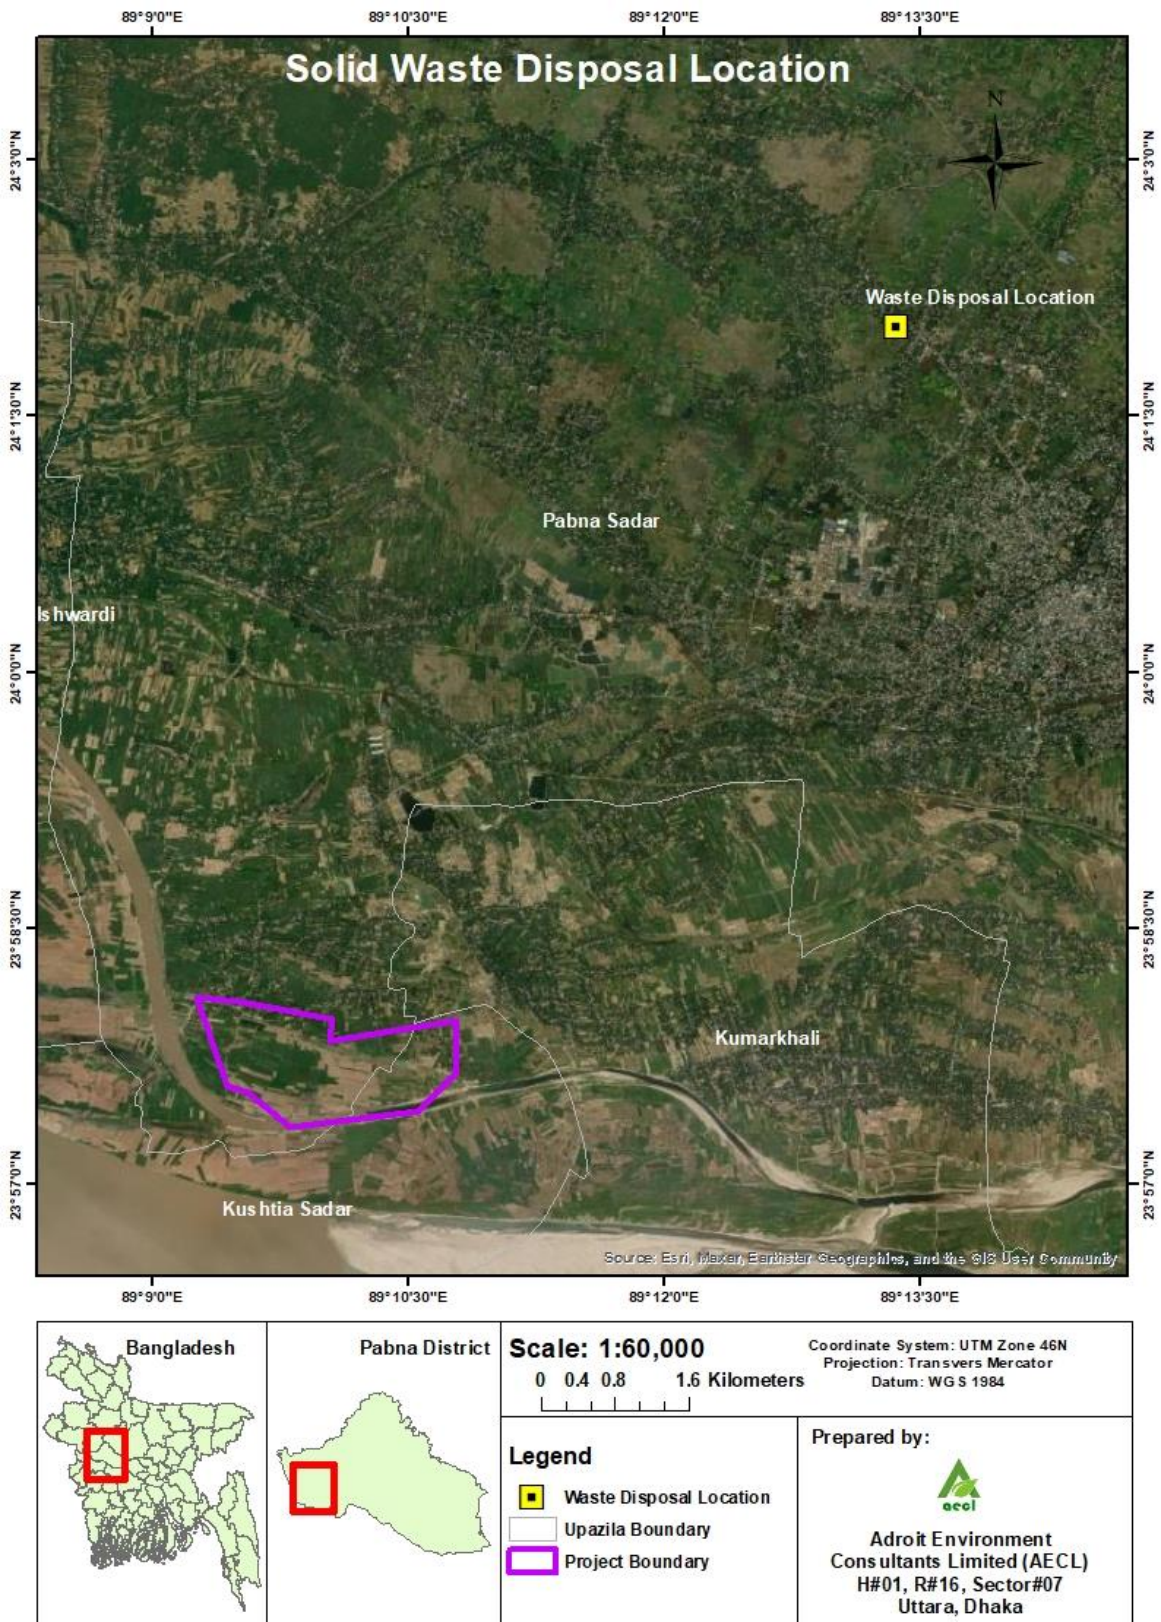 89°9'0"E 89°10'30"E 89°12'0"E 89°13'30"E
Solid Waste Disposal Location
N
24°3'0"N 24°3'0"N
Waste Disposal Location
24°1'30"N 24°1'30"N
Pabna Sadar
Ishwardi
24°0'0"N 24°0'0"N
23°58'30"N 23°58'30"N
Kumarkhali
23°57'0"N 23°57'0"N
Kushtia Sadar
Source: Esri, Maxar, Earthstar Geographics, and the GIS User Community
89°9'0"E 89°10'30"E 89°12'0"E 89°13'30"E
Bangladesh
Pabna District
Scale: 1:60,000
0 0.4 0.8 1.6 Kilometers
Coordinate System: UTM Zone 46N
Projection: Transvers Mercator
Datum: WGS 1984
Legend
Waste Disposal Location
Upazila Boundary
Project Boundary
Prepared by:
aecl
Adroit Environment
Consultants Limited (AECL)
H#01, R#16, Sector#07
Uttara, Dhaka